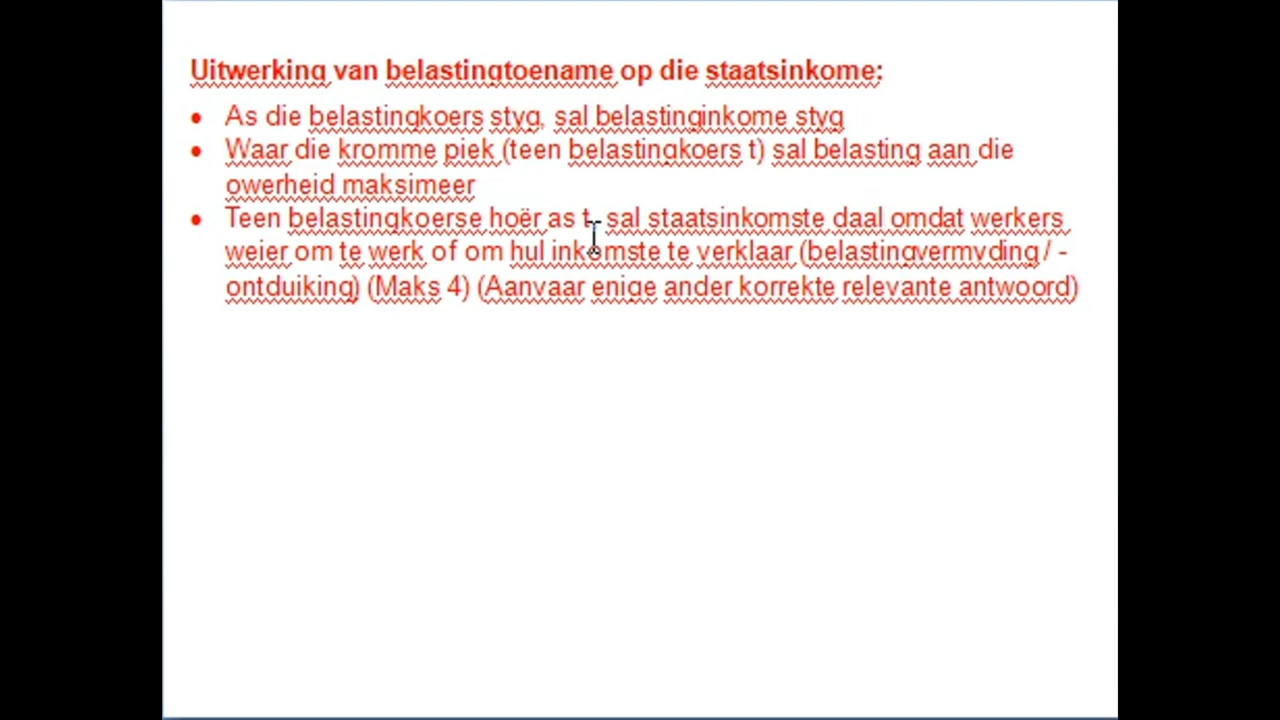 Uitwerking van belastingtoename op die staatsinkome:
• As die belastingkoers styg, sal belastinginkome styg
• Waar die kromme piek (teen belastingkoers t) sal belasting aan die
owerheid maksimeer
• Teen belastingkoerse hoër as t, sal staatsinkomste daal omdat werkers
weier om te werk of om hul inkomste te verklaar (belastingvermyding / -
ontduiking) (Maks 4) (Aanvaar enige ander korrekte relevante antwoord)